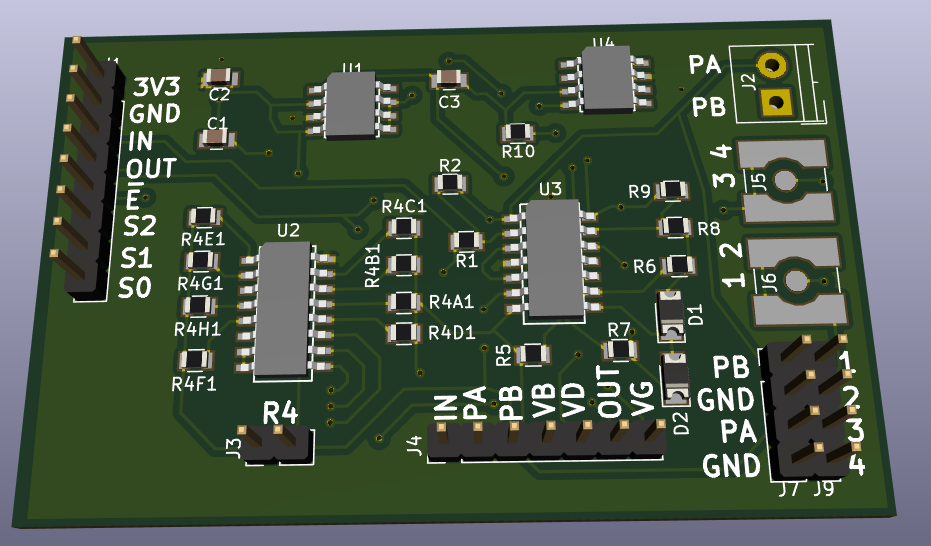 3V3
GND
IN
OUT
E
S2
S1
S0
C2
C1
U1
C3
U4
R10
PA
PB
J2
4
3
J5
2
1
J6
R2
R4C1
R4B1
R1
R4A1
R4D1
U3
R9
R8
R6
D1
D2
R7
R5
R4E1
R4G1
R4H1
R4F1
U2
R4
J3
J4
IN
PA
PB
VB
VD
OUT
VG
PB
GND
PA
GND
1
2
3
4
J7
J9